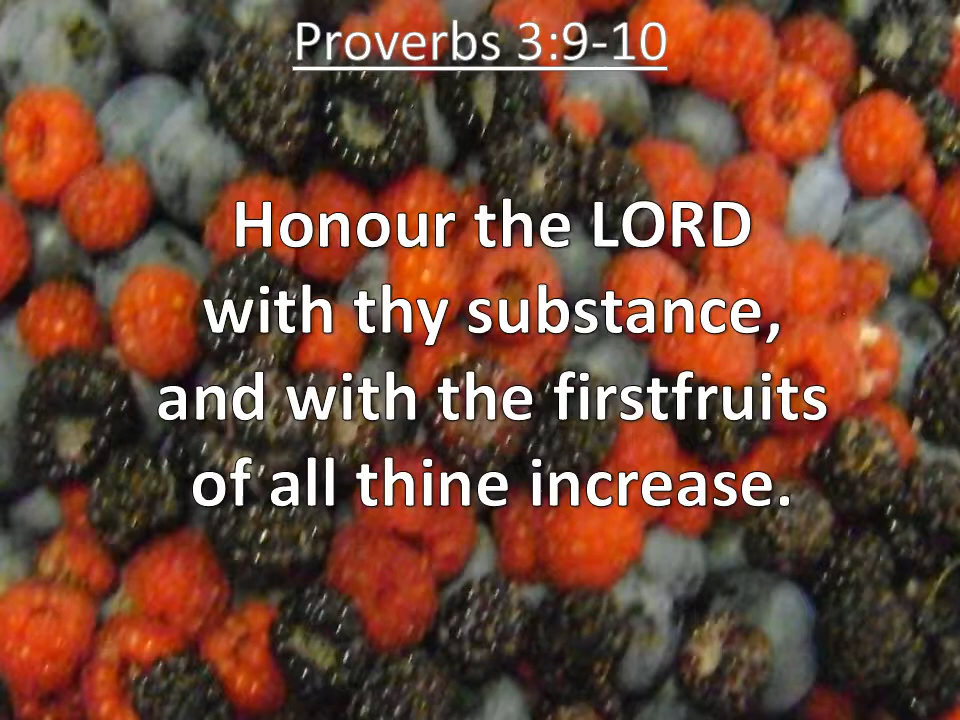 Proverbs 3:9-10
Honour the LORD
with thy substance,
and with the firstfruits
of all thine increase.